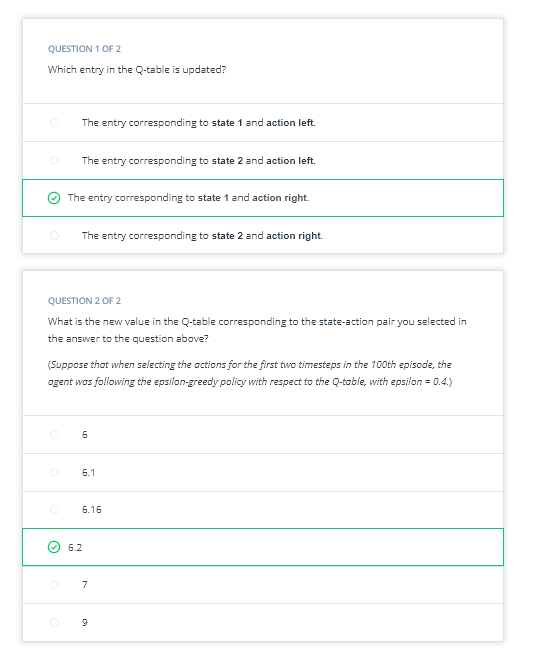 QUESTION 1 OF 2
Which entry in the Q-table is updated?
The entry corresponding to state 1 and action left.
The entry corresponding to state 2 and action left.
The entry corresponding to state 1 and action right.
The entry corresponding to state 2 and action right.
QUESTION 2 OF 2
What is the new value in the Q-table corresponding to the state-action pair you selected in
the answer to the question above?
(Suppose that when selecting the actions for the first two timesteps in the 100th episode, the
agent was following the epsilon-greedy policy with respect to the Q-table, with epsilon = 0.4.)
6
6.1
6.16
6.2
7
9